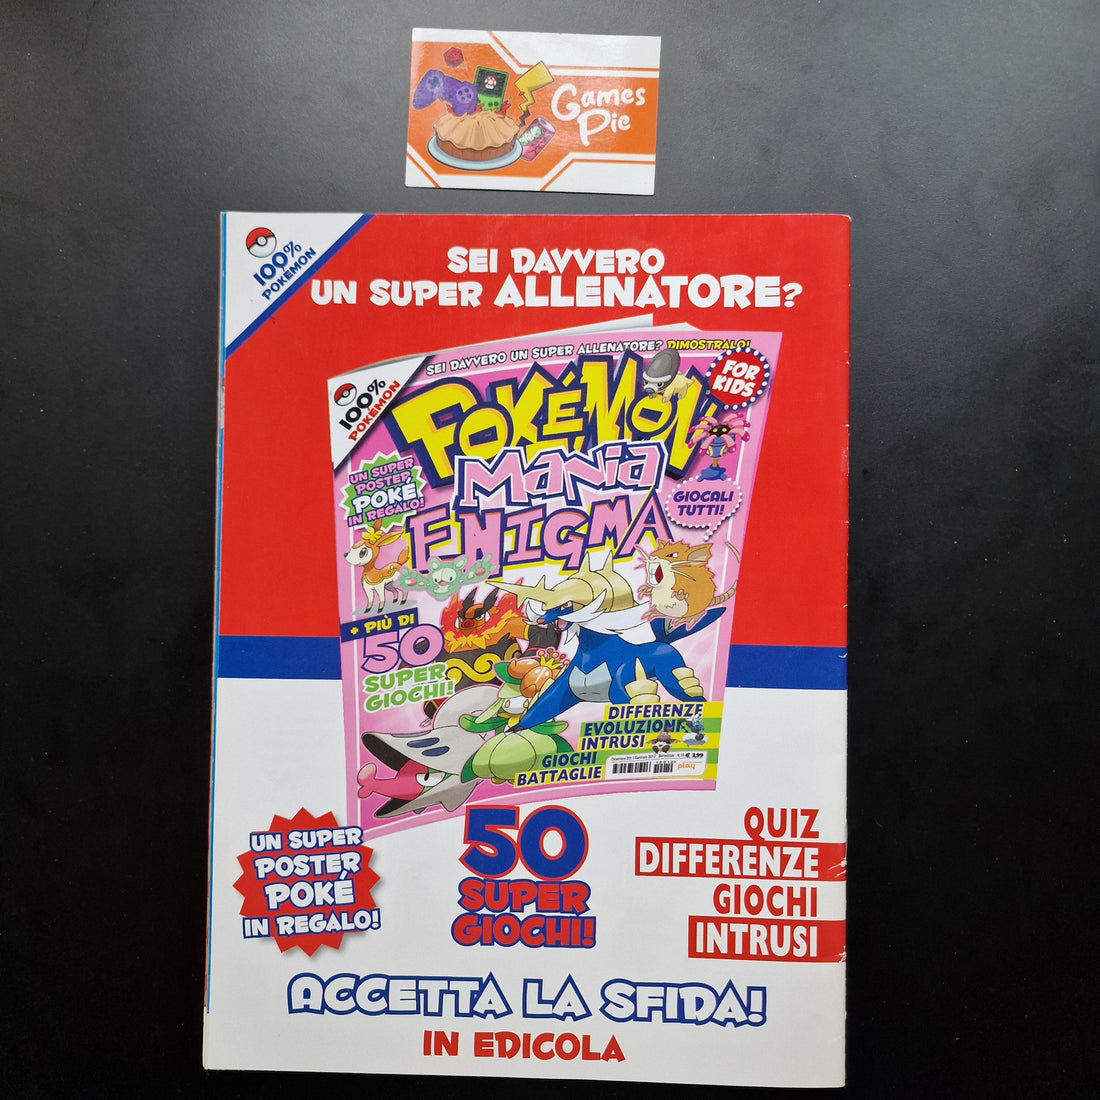 Games
Pie
100%
POKÉMON
SEI DAVVERO
UN SUPER ALLENATORE?
SEI DAVVERO UN SUPER ALLENATORE? DIMOSTRALO!
100%
POKÉMON
FOR
KIDS
POKÉMON
MANIA
ENIGMA
UN SUPER
POSTER
POKÉ
IN REGALO!
GIOCALI
TUTTI!
+ PIÙ DI
50
SUPER
GIOCHI!
DIFFERENZE
EVOLUZIONI
INTRUSI
GIOCHI
BATTAGLIE
€ 3,99
play
UN SUPER
POSTER
POKÉ
IN REGALO!
50
SUPER
GIOCHI!
QUIZ
DIFFERENZE
GIOCHI
INTRUSI
ACCETTA LA SFIDA!
IN EDICOLA